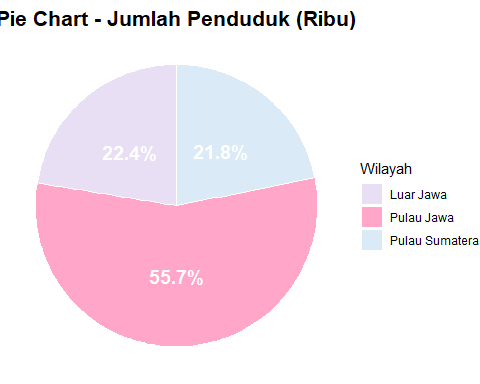 Pie Chart - Jumlah Penduduk (Ribu)
22.4%
21.8%
55.7%
Wilayah
Luar Jawa
Pulau Jawa
Pulau Sumatera